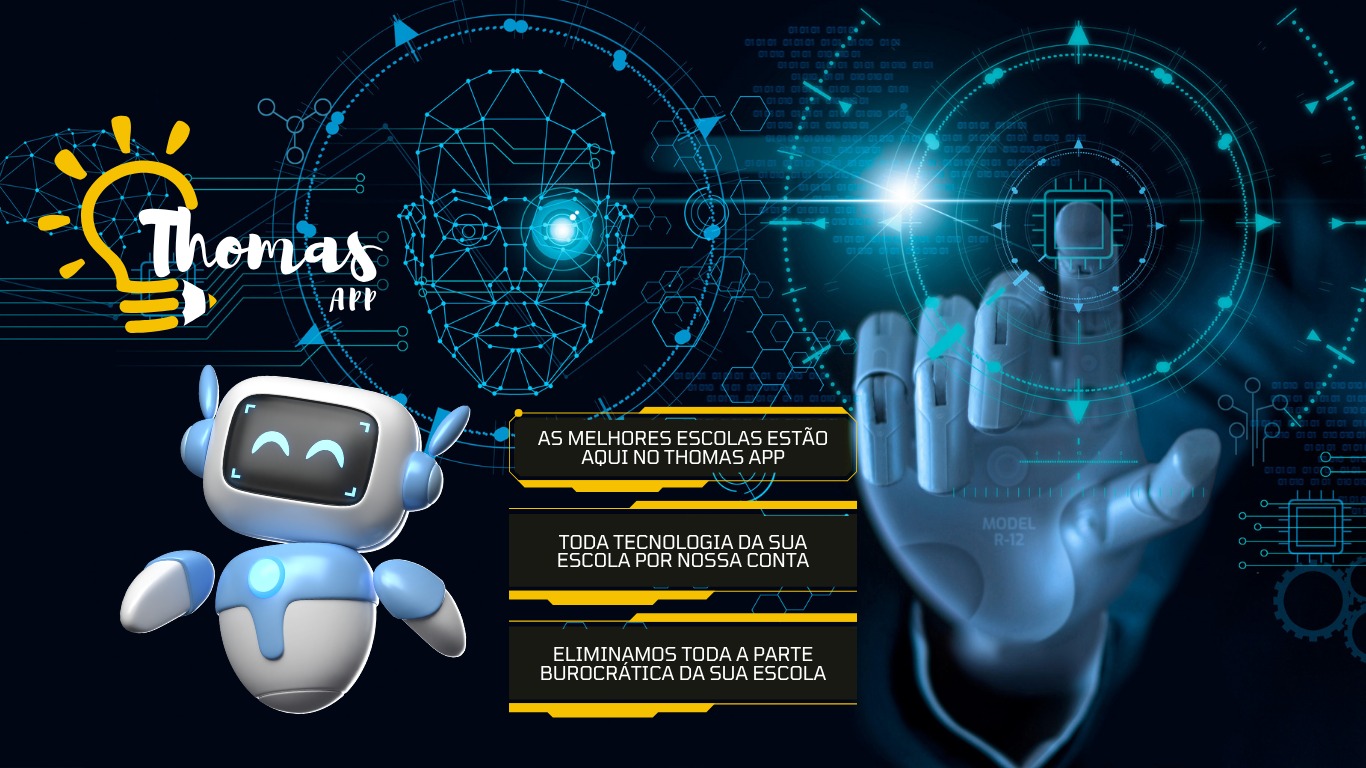 Thomas
APP
AS MELHORES ESCOLAS ESTÃO
AQUI NO THOMAS APP
TODA TECNOLOGIA DA SUA
ESCOLA POR NOSSA CONTA
ELIMINAMOS TODA A PARTE
BUROCRÁTICA DA SUA ESCOLA
MODEL
R-12